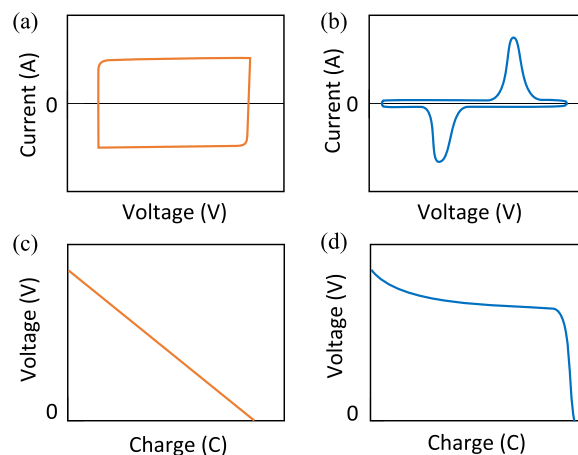 (a)
Current (A)
0
Voltage (V)
(b)
Current (A)
0
Voltage (V)
(c)
Voltage (V)
0
Charge (C)
(d)
Voltage (V)
0
Charge (C)